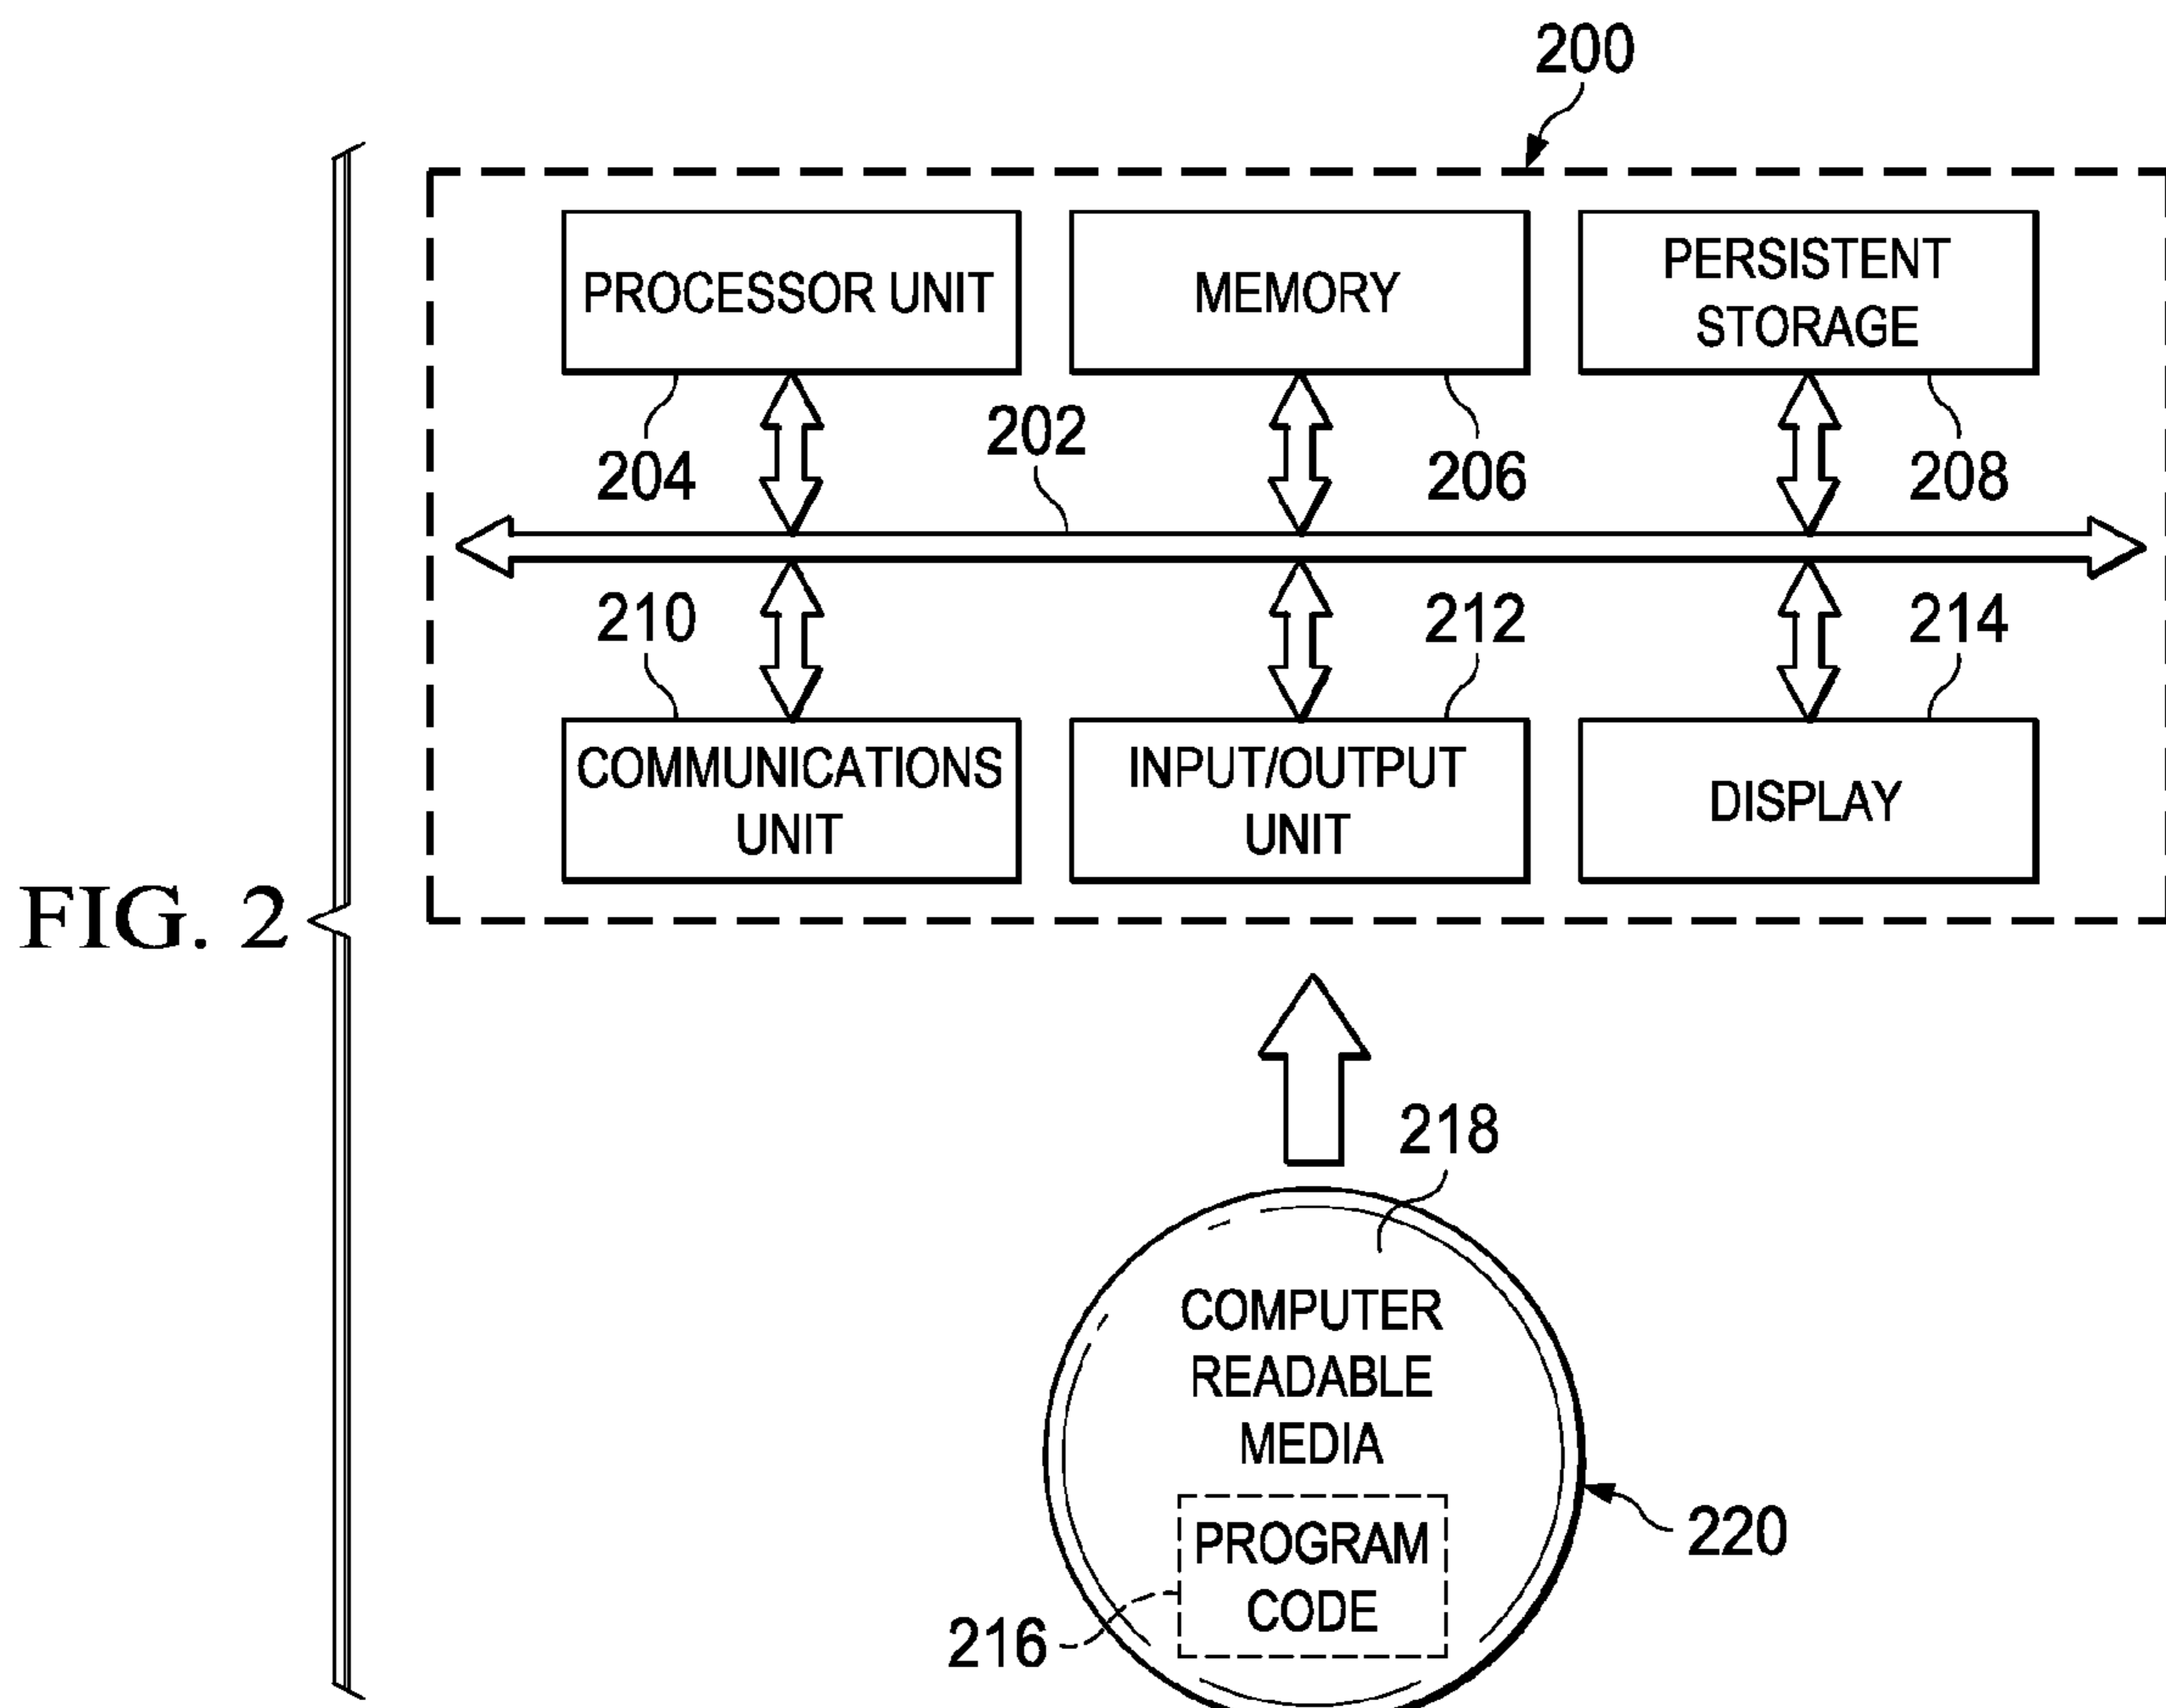 200
PROCESSOR UNIT
MEMORY
PERSISTENT
STORAGE
204
202
206
208
210
212
214
COMMUNICATIONS
UNIT
INPUT/OUTPUT
UNIT
DISPLAY
FIG. 2
218
COMPUTER
READABLE
MEDIA
PROGRAM
CODE
220
216